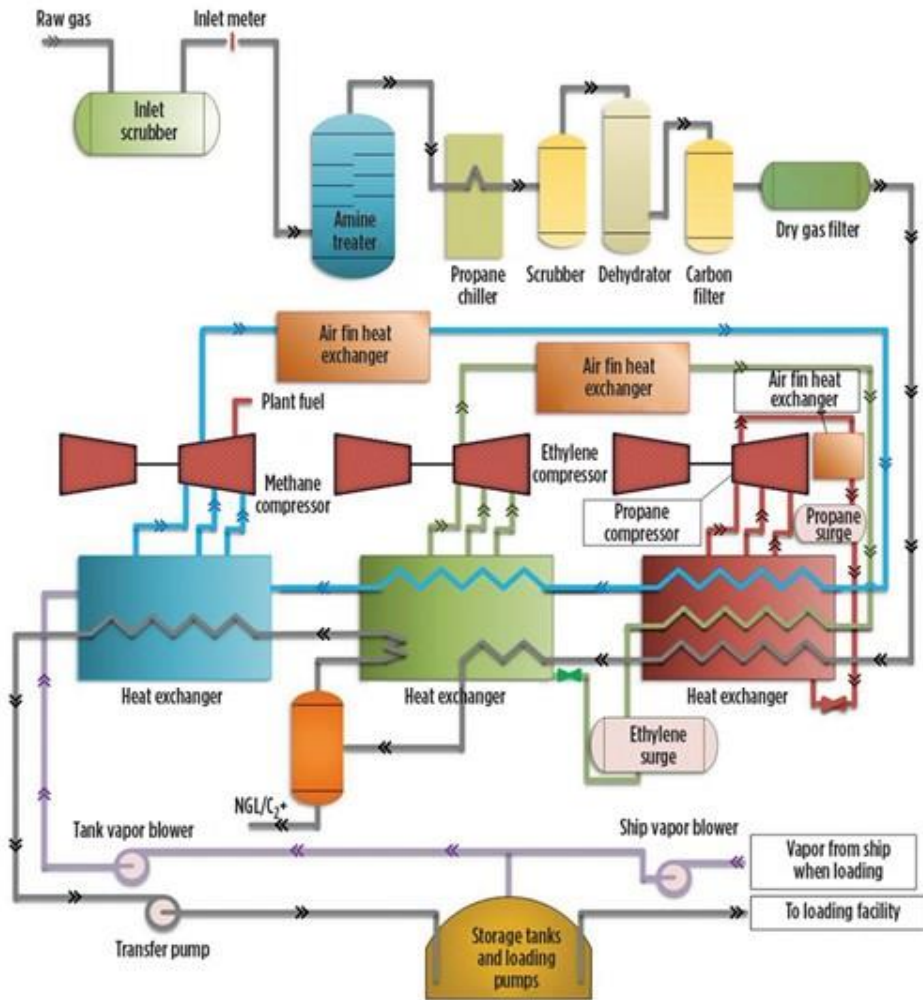 Raw gas
Inlet meter
Inlet
scrubber
Amine
treater
Propane
chiller
Scrubber
Dehydrator
Carbon
filter
Dry gas filter
Air fin heat
exchanger
Air fin heat
exchanger
Air fin heat
exchanger
Plant fuel
Methane
compressor
Ethylene
compressor
Propane
compressor
Propane
surge
Heat exchanger
Heat exchanger
Heat exchanger
Ethylene
surge
NGL/C₂+
Tank vapor blower
Ship vapor blower
Vapor from ship
when loading
To loading facility
Transfer pump
Storage tanks
and loading
pumps